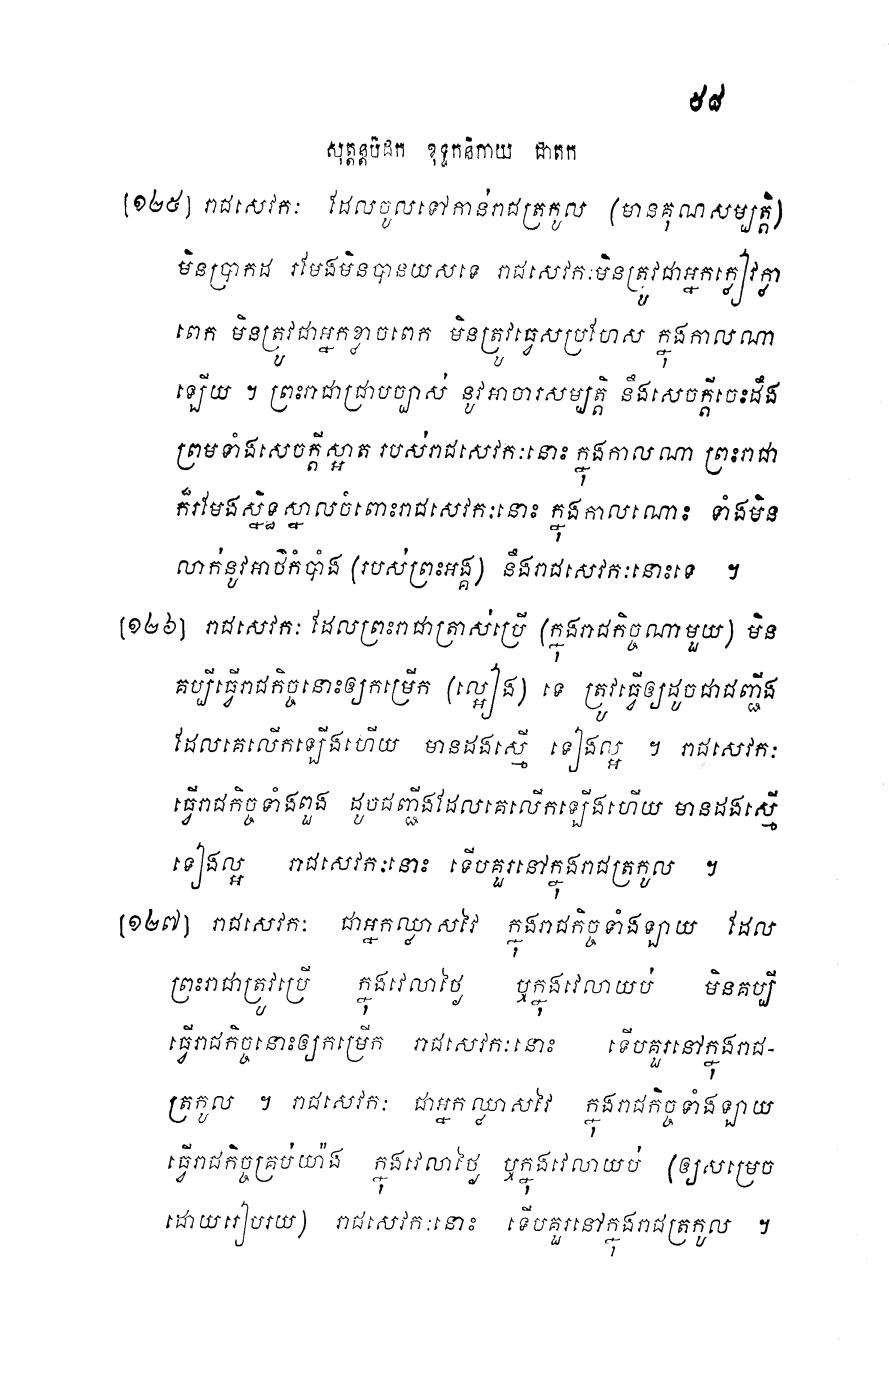 ៥៨
សុត្តន្តបិដក ខុទ្ទកនិកាយ ជាតក
[១២៥] រាជសេវកៈ ដែលចូលទៅកាន់រាជត្រកូល (មានគុណសម្បត្តិ)
មិនប្រាកដ រមែងមិនបានយសទេ រាជសេវកៈមិនត្រូវជាអ្នកក្លៀវក្លា
ពេក មិនត្រូវជាអ្នកខ្លាចពេក មិនត្រូវធ្វេសប្រហែស ក្នុងកាលណា
ឡើយ ។ ព្រះរាជាជ្រាបច្បាស់ នូវអាចារសម្បត្តិ នឹងសេចក្តីចេះដឹង
ព្រមទាំងសេចក្តីស្អាត របស់រាជសេវកៈនោះ ក្នុងកាលណា ព្រះរាជា
ក៏រមែងស្និទ្ធស្នាលចំពោះរាជសេវកៈនោះ ក្នុងកាលណោះ ទាំងមិន
លាក់នូវអាថ៌កំបាំង (របស់ព្រះអង្គ) នឹងរាជសេវកៈនោះទេ ។
[១២៦] រាជសេវកៈ ដែលព្រះរាជាត្រាស់ប្រើ (ក្នុងរាជកិច្ចណាមួយ) មិន
គប្បីធ្វើរាជកិច្ចនោះឲ្យកម្រើក (ល្អៀង) ទេ ត្រូវធ្វើឲ្យដូចជាជញ្ជីង
ដែលគេលើកឡើងហើយ មានដងស្មើ ទៀងល្អ ។ រាជសេវកៈ
ធ្វើរាជកិច្ចទាំងពួង ដូចជញ្ជីងដែលគេលើកឡើងហើយ មានដងស្មើ
ទៀងល្អ រាជសេវកៈនោះ ទើបគួរនៅក្នុងរាជត្រកូល ។
[១២៧] រាជសេវកៈ ជាអ្នកឈ្លាសវៃ ក្នុងរាជកិច្ចទាំងឡាយ ដែល
ព្រះរាជាត្រូវប្រើ ក្នុងវេលាថ្ងៃ ឬក្នុងវេលាយប់ មិនគប្បី
ធ្វើរាជកិច្ចនោះឲ្យកម្រើក រាជសេវកៈនោះ ទើបគួរនៅក្នុងរាជ-
ត្រកូល ។ រាជសេវកៈ ជាអ្នកឈ្លាសវៃ ក្នុងរាជកិច្ចទាំងឡាយ
ធ្វើរាជកិច្ចគ្រប់យ៉ាង ក្នុងវេលាថ្ងៃ ឬក្នុងវេលាយប់ (ឲ្យសម្រេច
ដោយរៀបរយ) រាជសេវកៈនោះ ទើបគួរនៅក្នុងរាជត្រកូល ។